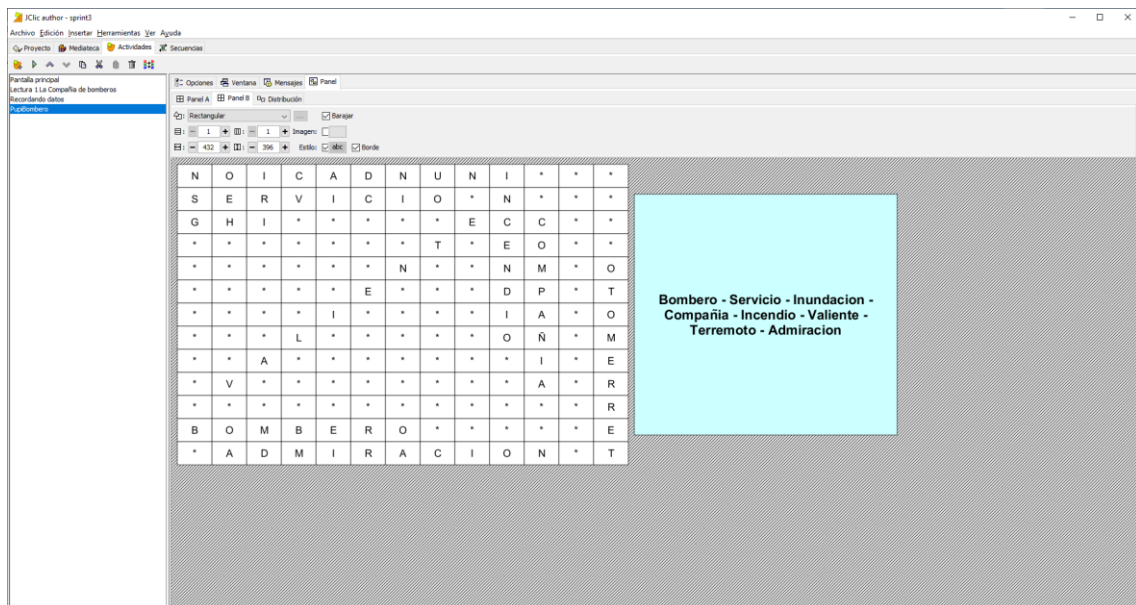 JClic author - sprint3
Archivo Edición Insertar Herramientas Ver Ayuda
Proyecto Mediateca Actividades Secuencias
Pantalla principal
Lectura 1 La Compañia de bomberos
Recordando datos
PupiBombero
Opciones Ventana Mensajes Panel
Panel A Panel B Distribución
Rectangular ... Barajar
1 1 Imagen:
432 396 Estilo: abc Borde
N O I C A D N U N I * * *
S E R V I C I O * N * * *
G H I * * * * * E C C * *
* * * * * * * T * E O * *
* * * * * * N * * N M * O
* * * * * E * * * D P * T
* * * * I * * * * I A * O
* * * L * * * * * O Ñ * M
* * A * * * * * * * I * E
* V * * * * * * * * A * R
* * * * * * * * * * * * R
B O M B E R O * * * * * E
* A D M I R A C I O N * T
Bombero - Servicio - Inundacion -
Compañia - Incendio - Valiente -
Terremoto - Admiracion